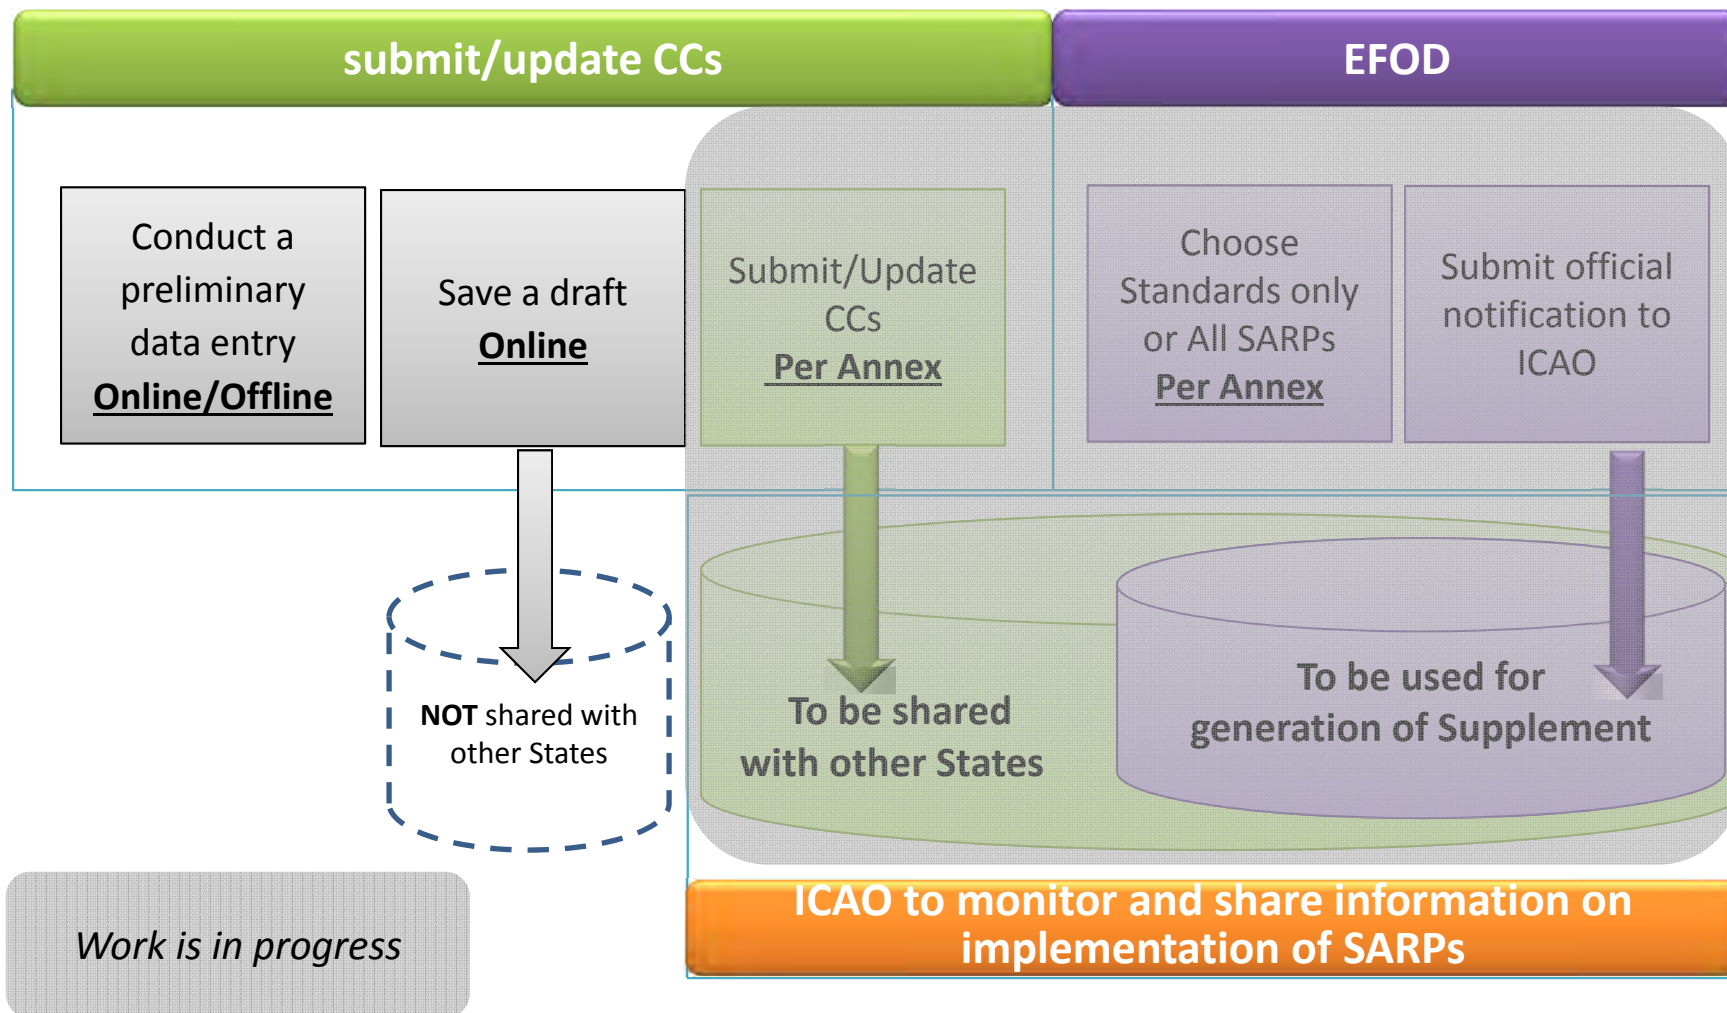 submit/update CCs
EFOD
Conduct a
preliminary
data entry
Online/Offline
Save a draft
Online
Submit/Update
CCs
Per Annex
Choose
Standards only
or All SARPs
Per Annex
Submit official
notification to
ICAO
NOT shared with
other States
To be shared
with other States
To be used for
generation of Supplement
Work is in progress
ICAO to monitor and share information on
implementation of SARPs